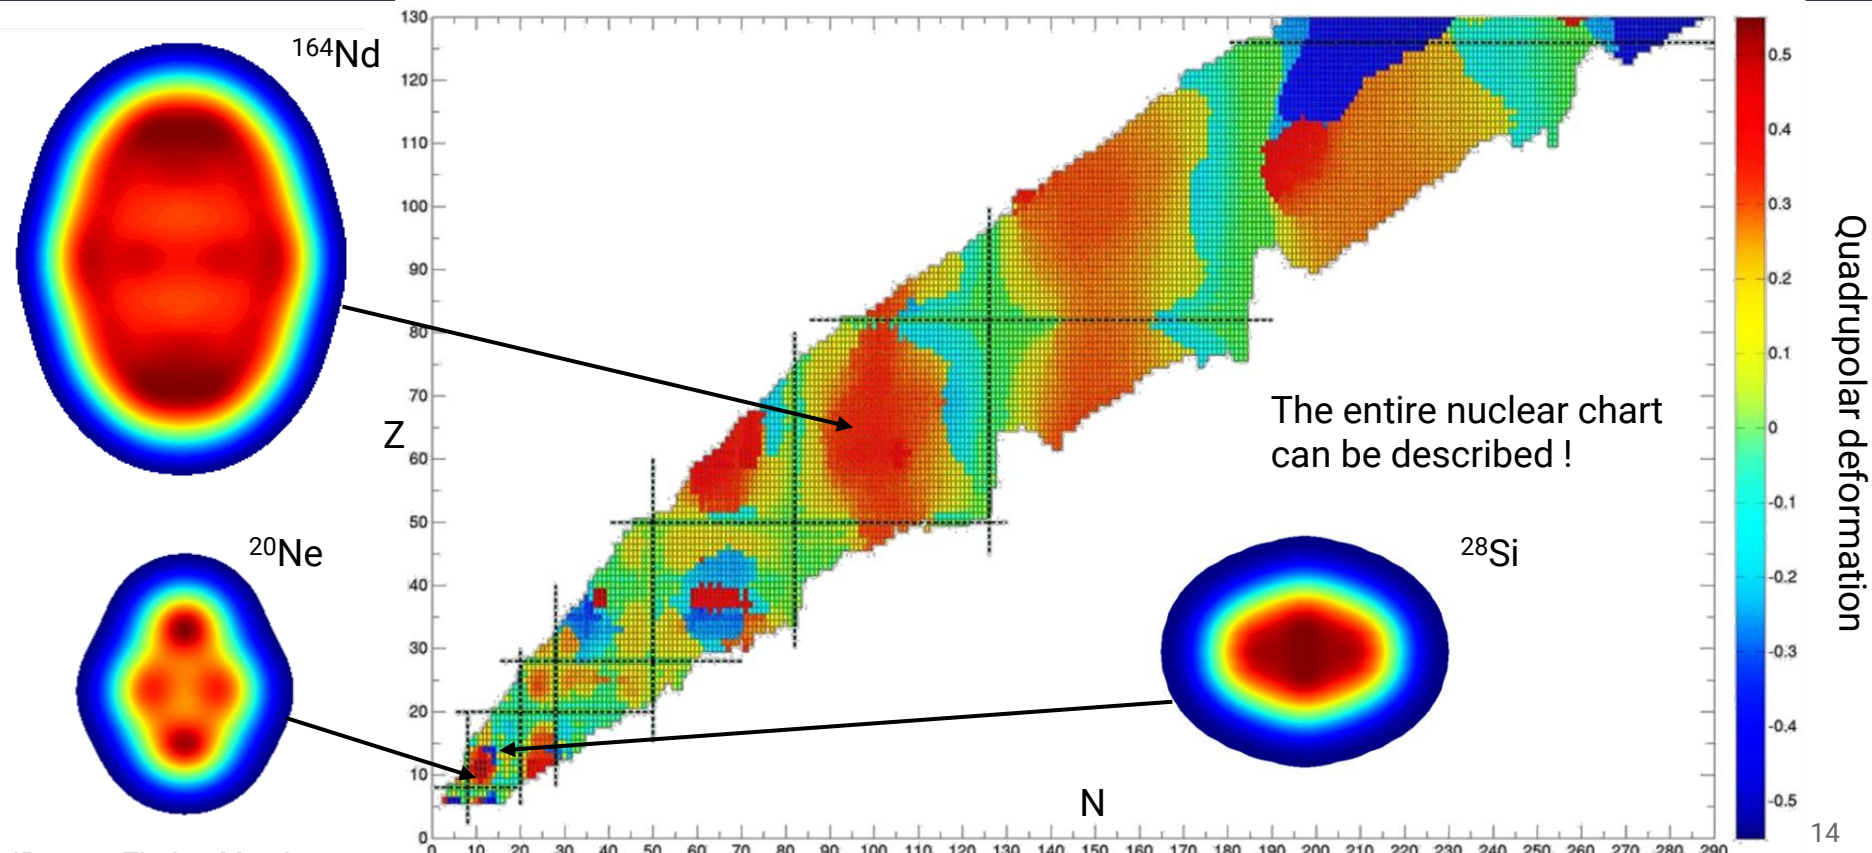 ¹⁶⁴Nd
²⁰Ne
130
120
110
100
90
80
70
60
50
40
30
20
10
0
Z
0 10 20 30 40 50 60 70 80 90 100 110 120 130 140 150 160 170 180 190 200 210 220 230 240 250 260 270 280 290
N
The entire nuclear chart
can be described !
²⁸Si
0.5
0.4
0.3
0.2
0.1
0
-0.1
-0.2
-0.3
-0.4
-0.5
Quadrupolar deformation
14